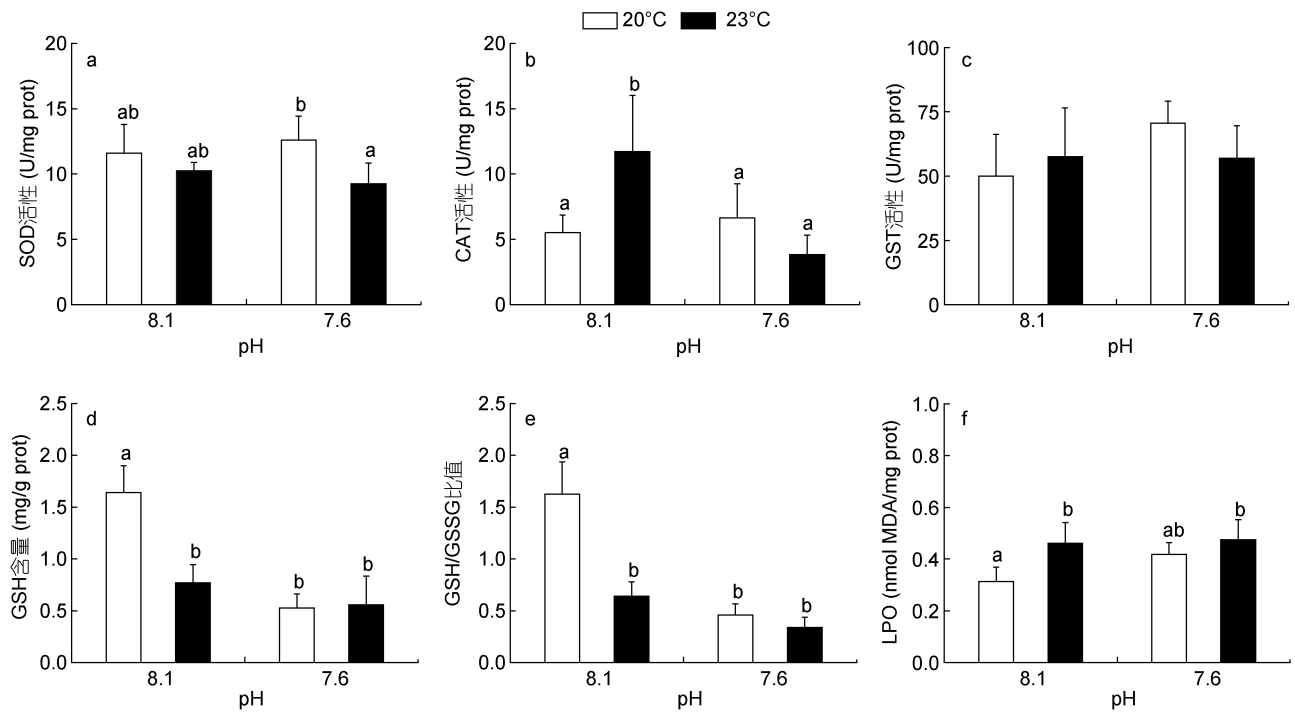 20°C 23°C
a
SOD活性 (U/mg prot)
20
15
10
5
0
ab
ab
b
a
8.1
7.6
pH
b
CAT活性 (U/mg prot)
20
15
10
5
0
a
b
a
a
8.1
7.6
pH
c
GST活性 (U/mg prot)
100
75
50
25
0
8.1
7.6
pH
d
GSH含量 (mg/g prot)
2.5
2.0
1.5
1.0
0.5
0.0
a
b
b
b
8.1
7.6
pH
e
GSH/GSSG比值
2.5
2.0
1.5
1.0
0.5
0.0
a
b
b
b
8.1
7.6
pH
f
LPO (nmol MDA/mg prot)
1.0
0.8
0.6
0.4
0.2
0.0
a
b
ab
b
8.1
7.6
pH